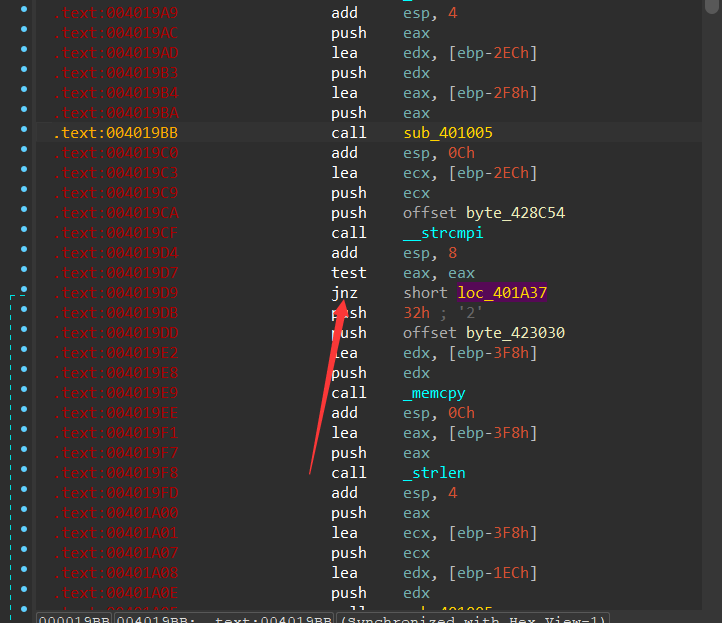 .text:004019A9 add esp, 4
.text:004019AC push eax
.text:004019AD lea edx, [ebp-2ECh]
.text:004019B3 push edx
.text:004019B4 lea eax, [ebp-2F8h]
.text:004019BA push eax
.text:004019BB call sub_401005
.text:004019C0 add esp, 0Ch
.text:004019C3 lea ecx, [ebp-2ECh]
.text:004019C9 push ecx
.text:004019CA push offset byte_428C54
.text:004019CF call __strcmpi
.text:004019D4 add esp, 8
.text:004019D7 test eax, eax
.text:004019D9 jnz short loc_401A37
.text:004019DB push 32h ; '2'
.text:004019DD push offset byte_423030
.text:004019E2 lea edx, [ebp-3F8h]
.text:004019E8 push edx
.text:004019E9 call _memcpy
.text:004019EE add esp, 0Ch
.text:004019F1 lea eax, [ebp-3F8h]
.text:004019F7 push eax
.text:004019F8 call _strlen
.text:004019FD add esp, 4
.text:00401A00 push eax
.text:00401A01 lea ecx, [ebp-3F8h]
.text:00401A07 push ecx
.text:00401A08 lea edx, [ebp-1ECh]
.text:00401A0E push edx
000019BB 004019BB: .text:004019BB (Synchronized with Hex View-1)